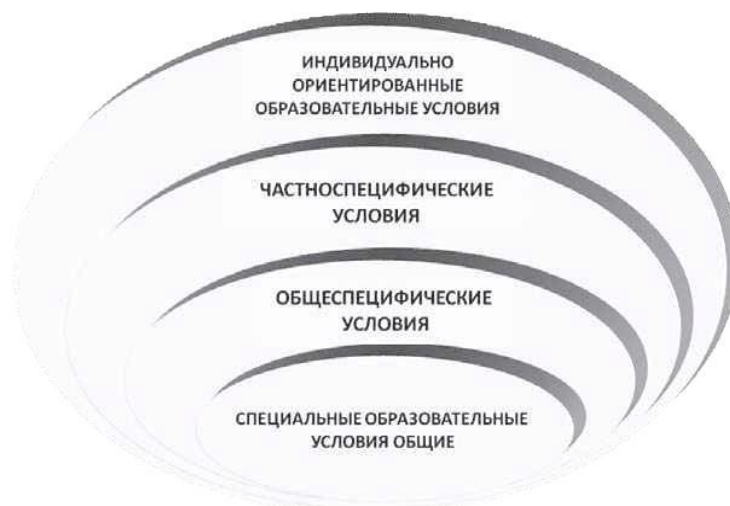 ИНДИВИДУАЛЬНО
ОРИЕНТИРОВАННЫЕ
ОБРАЗОВАТЕЛЬНЫЕ УСЛОВИЯ
ЧАСТНОСПЕЦИФИЧЕСКИЕ
УСЛОВИЯ
ОБЩЕСПЕЦИФИЧЕСКИЕ
УСЛОВИЯ
СПЕЦИАЛЬНЫЕ ОБРАЗОВАТЕЛЬНЫЕ
УСЛОВИЯ ОБЩИЕ